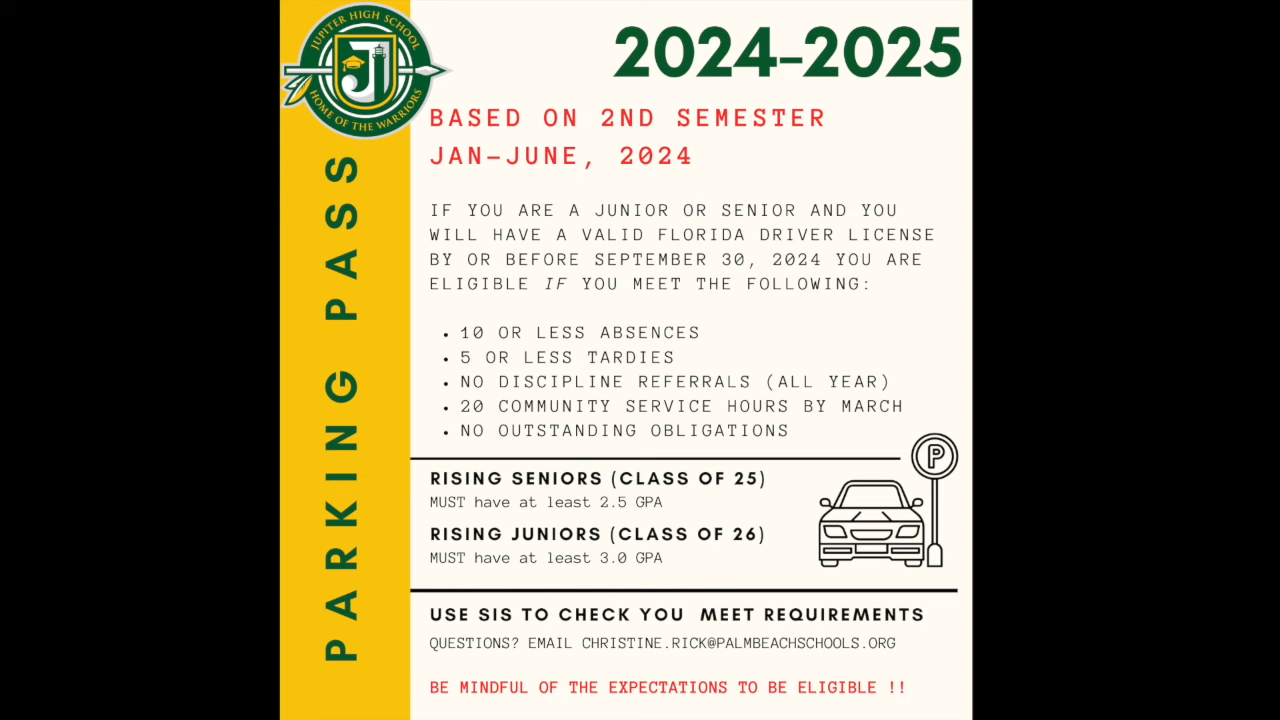 JUPITER HIGH SCHOOL
J
HOME OF THE WARRIORS
PARKING PASS
2024-2025
BASED ON 2ND SEMESTER
JAN-JUNE, 2024
IF YOU ARE A JUNIOR OR SENIOR AND YOU
WILL HAVE A VALID FLORIDA DRIVER LICENSE
BY OR BEFORE SEPTEMBER 30, 2024 YOU ARE
ELIGIBLE IF YOU MEET THE FOLLOWING:
• 10 OR LESS ABSENCES
• 5 OR LESS TARDIES
• NO DISCIPLINE REFERRALS (ALL YEAR)
• 20 COMMUNITY SERVICE HOURS BY MARCH
• NO OUTSTANDING OBLIGATIONS
P
RISING SENIORS (CLASS OF 25)
MUST have at least 2.5 GPA
RISING JUNIORS (CLASS OF 26)
MUST have at least 3.0 GPA
USE SIS TO CHECK YOU  MEET REQUIREMENTS
QUESTIONS? EMAIL CHRISTINE.RICK@PALMBEACHSCHOOLS.ORG
BE MINDFUL OF THE EXPECTATIONS TO BE ELIGIBLE !!